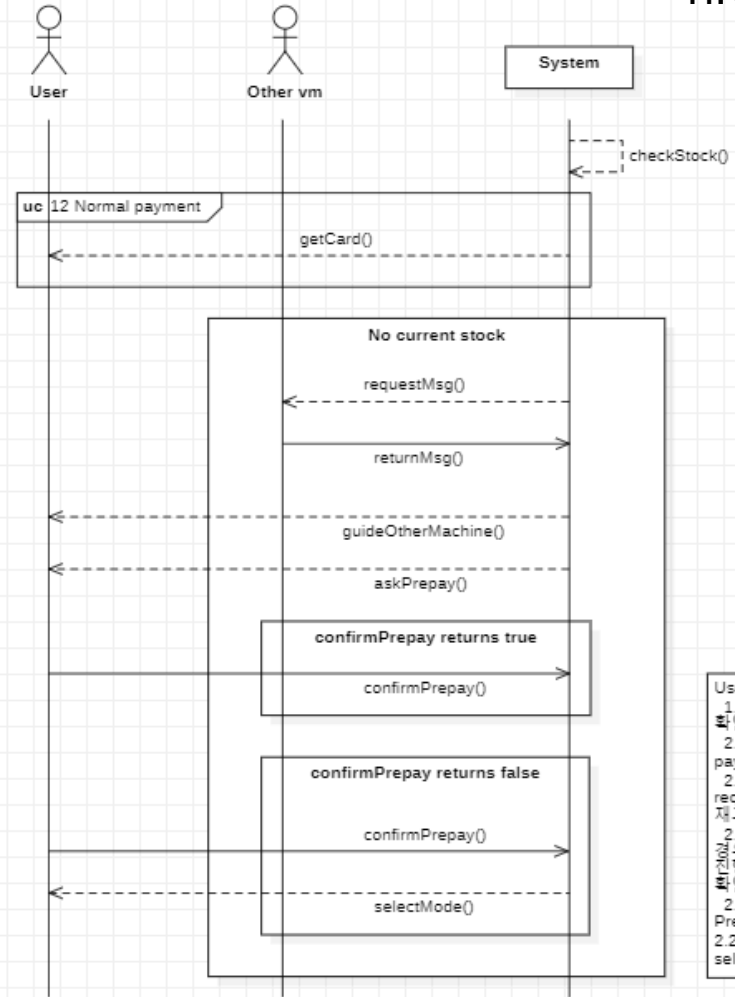 User
Other vm
System
checkStock()
uc 12 Normal payment
getCard()
No current stock
requestMsg()
returnMsg()
guideOtherMachine()
askPrepay()
confirmPrepay returns true
confirmPrepay()
confirmPrepay returns false
confirmPrepay()
selectMode()
Us
1.
확
2.
pay
2.
rec
재
2.
2.
Pre
2.2
sel